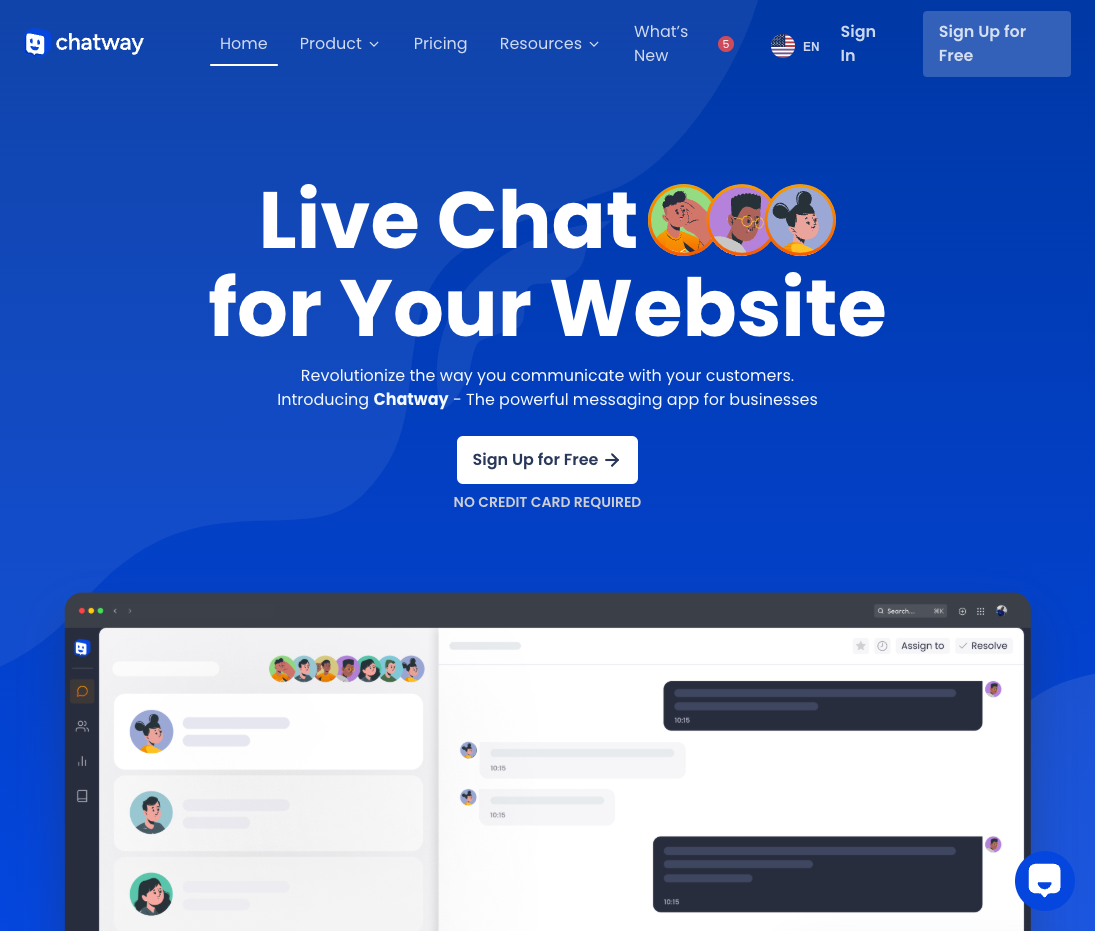 chatway
Home
Product
Pricing
Resources
What's
New
5
EN
Sign
In
Sign Up for
Free
Live Chat
for Your Website
Revolutionize the way you communicate with your customers.
Introducing Chatway - The powerful messaging app for businesses
Sign Up for Free →
NO CREDIT CARD REQUIRED
Search...
⌘K
Assign to
Resolve
10:15
10:15
10:15
10:15